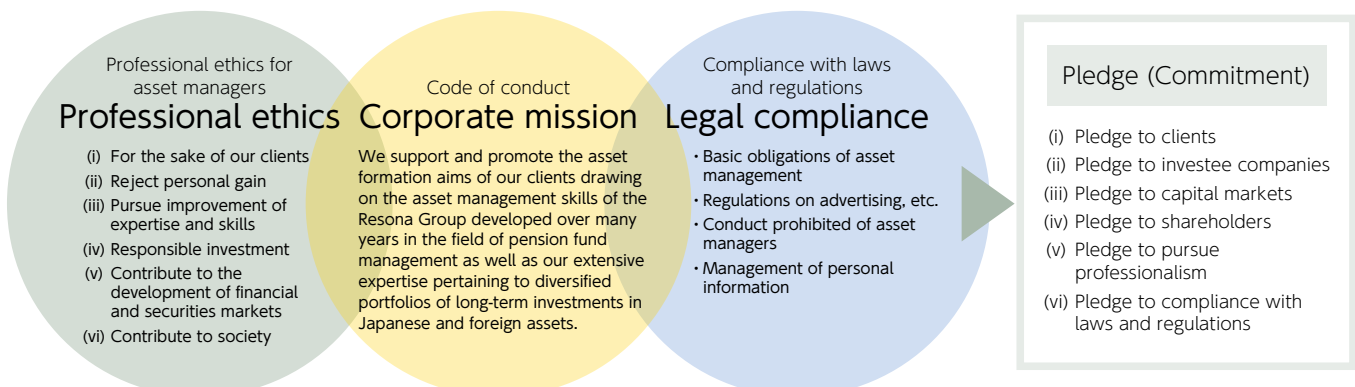 Professional ethics for
asset managers
Professional ethics
(i) For the sake of our clients
(ii) Reject personal gain
(iii) Pursue improvement of
expertise and skills
(iv) Responsible investment
(v) Contribute to the
development of financial
and securities markets
(vi) Contribute to society
Code of conduct
Corporate mission
We support and promote the asset
formation aims of our clients drawing
on the asset management skills of the
Resona Group developed over many
years in the field of pension fund
management as well as our extensive
expertise pertaining to diversified
portfolios of long-term investments in
Japanese and foreign assets.
Compliance with laws
and regulations
Legal compliance
・Basic obligations of asset
management
・Regulations on advertising, etc.
・Conduct prohibited of asset
managers
・Management of personal
information
Pledge (Commitment)
(i) Pledge to clients
(ii) Pledge to investee companies
(iii) Pledge to capital markets
(iv) Pledge to shareholders
(v) Pledge to pursue
professionalism
(vi) Pledge to compliance with
laws and regulations